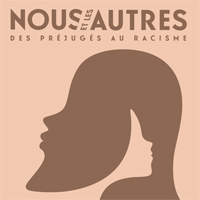 NOUS ET LES AUTRES
DES PRÉJUGÉS AU RACISME